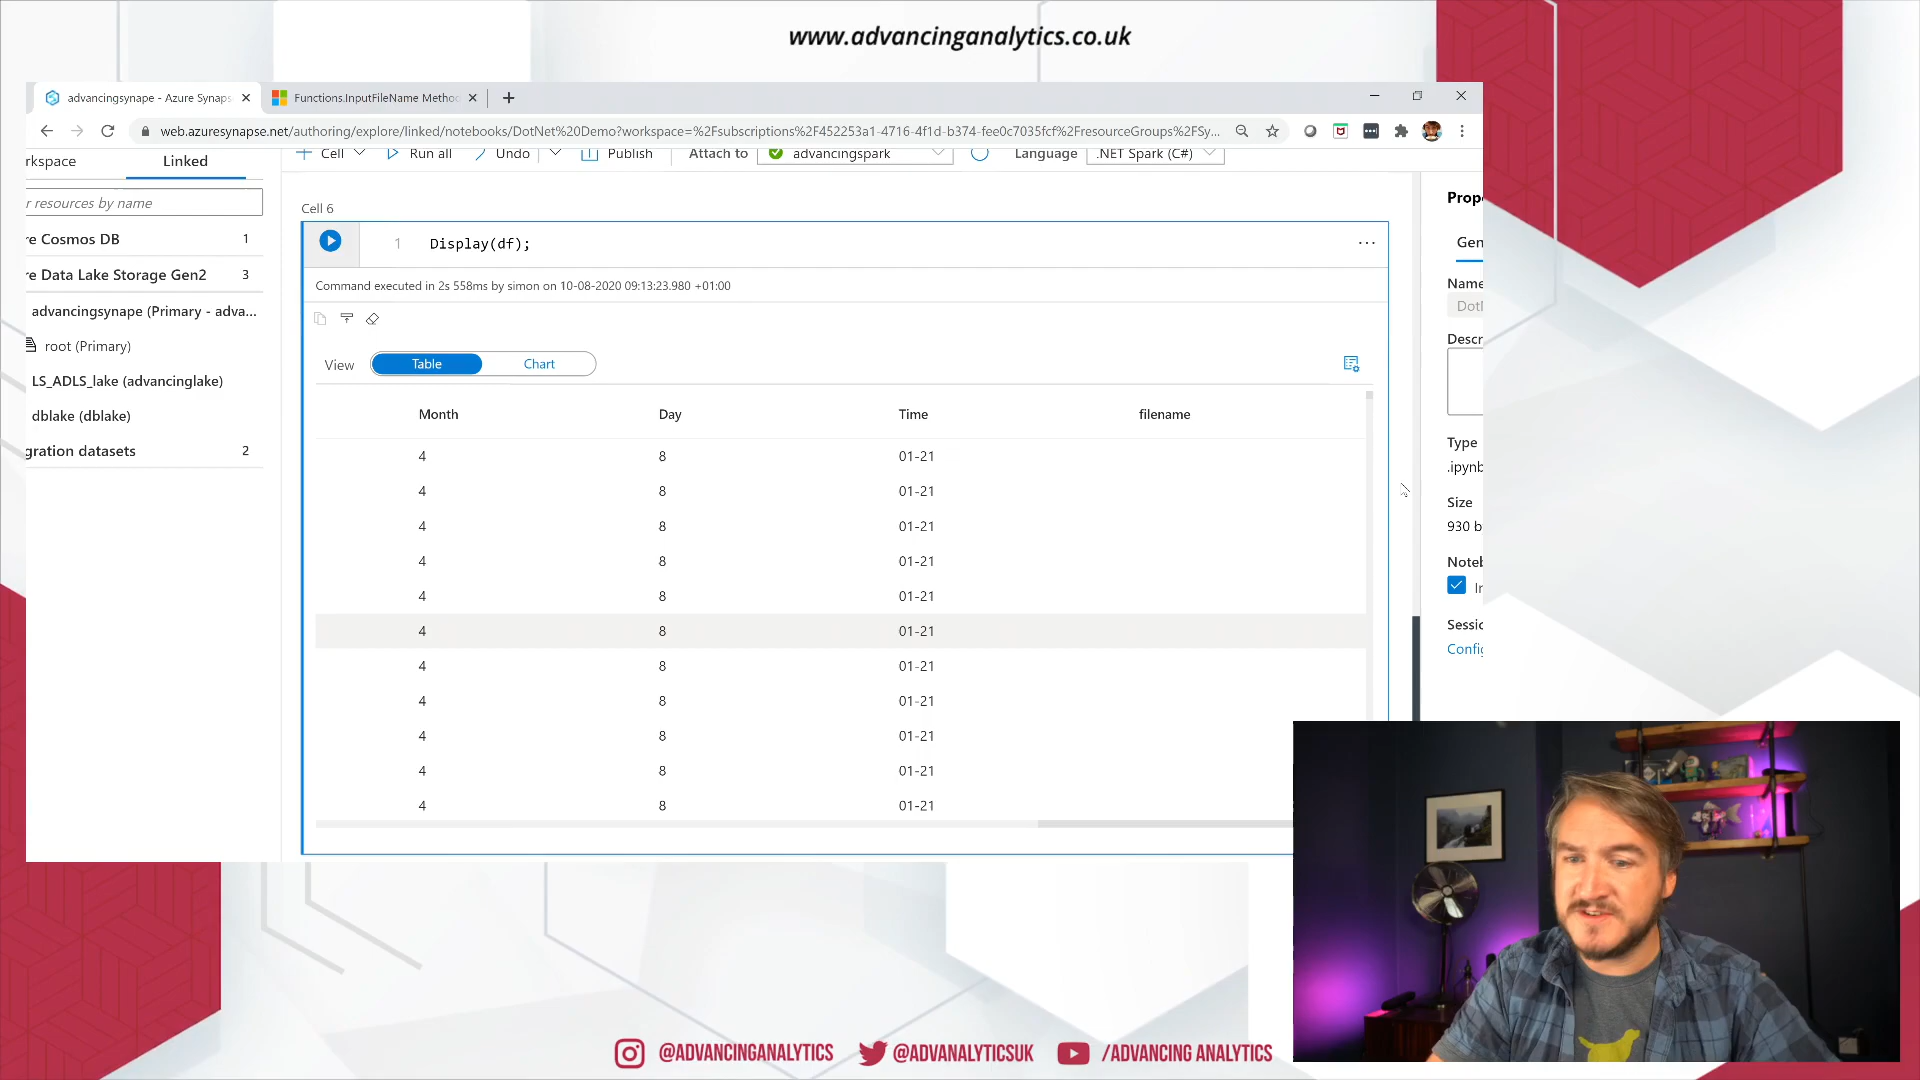 www.advancinganalytics.co.uk
advancingsynape - Azure Synaps
Functions.InputFileName Metho
web.azuresynapse.net/authoring/explore/linked/notebooks/DotNet%20Demo?workspace=%2Fsubscriptions%2F452253a1-4716-4f1d-b374-fee0c7035fcf%2FresourceGroups%2FSy...
rkspace
Linked
Cell
Run all
Undo
Publish
Attach to
advancingspark
Language
.NET Spark (C#)
r resources by name
re Cosmos DB 1
re Data Lake Storage Gen2 3
advancingsynape (Primary - adva...
root (Primary)
LS_ADLS_lake (advancinglake)
dblake (dblake)
gration datasets 2
Cell 6
1 Display(df);
...
Command executed in 2s 558ms by simon on 10-08-2020 09:13:23.980 +01:00
View Table Chart
Month Day Time filename
4 8 01-21
4 8 01-21
4 8 01-21
4 8 01-21
4 8 01-21
4 8 01-21
4 8 01-21
4 8 01-21
4 8 01-21
4 8 01-21
4 8 01-21
Prop
Gen
Name
Dotl
Descr
Type
.ipynb
Size
930 b
Noteb
In
Sessic
Config
@ADVANCINGANALYTICS
@ADVANALYTICSUK
/ADVANCING ANALYTICS